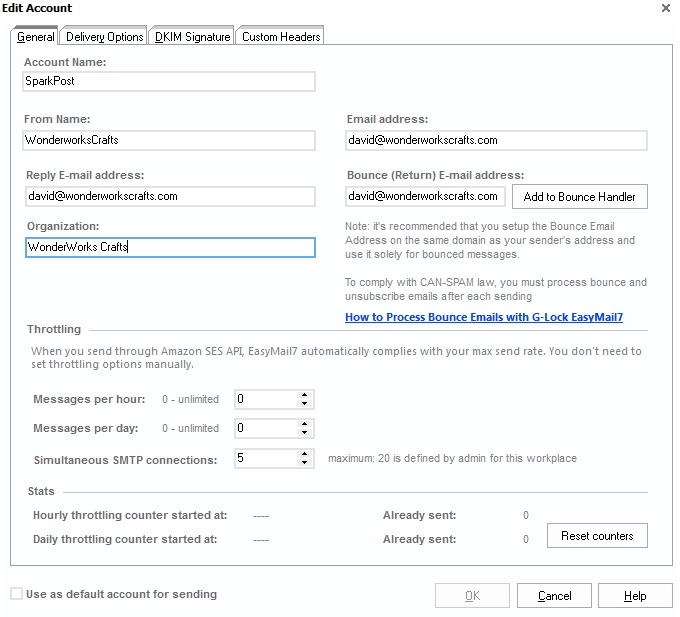 Edit Account
General Delivery Options DKIM Signature Custom Headers
Account Name:
SparkPost
From Name: Email address:
WonderworksCrafts david@wonderworkscrafts.com
Reply E-mail address: Bounce (Return) E-mail address:
david@wonderworkscrafts.com david@wonderworkscrafts.com Add to Bounce Handler
Organization:
WonderWorks Crafts
Note: it's recommended that you setup the Bounce Email
Address on the same domain as your sender's address and
use it solely for bounced messages.
To comply with CAN-SPAM law, you must process bounce and
unsubscribe emails after each sending
How to Process Bounce Emails with G-Lock EasyMail7
Throttling
When you send through Amazon SES API, EasyMail7 automatically complies with your max send rate. You don't need to
set throttling options manually.
Messages per hour: 0 - unlimited 0
Messages per day: 0 - unlimited 0
Simultaneous SMTP connections: 5 maximum: 20 is defined by admin for this workplace
Stats
Hourly throttling counter started at: ---- Already sent: 0
Daily throttling counter started at: ---- Already sent: 0
Reset counters
Use as default account for sending OK Cancel Help